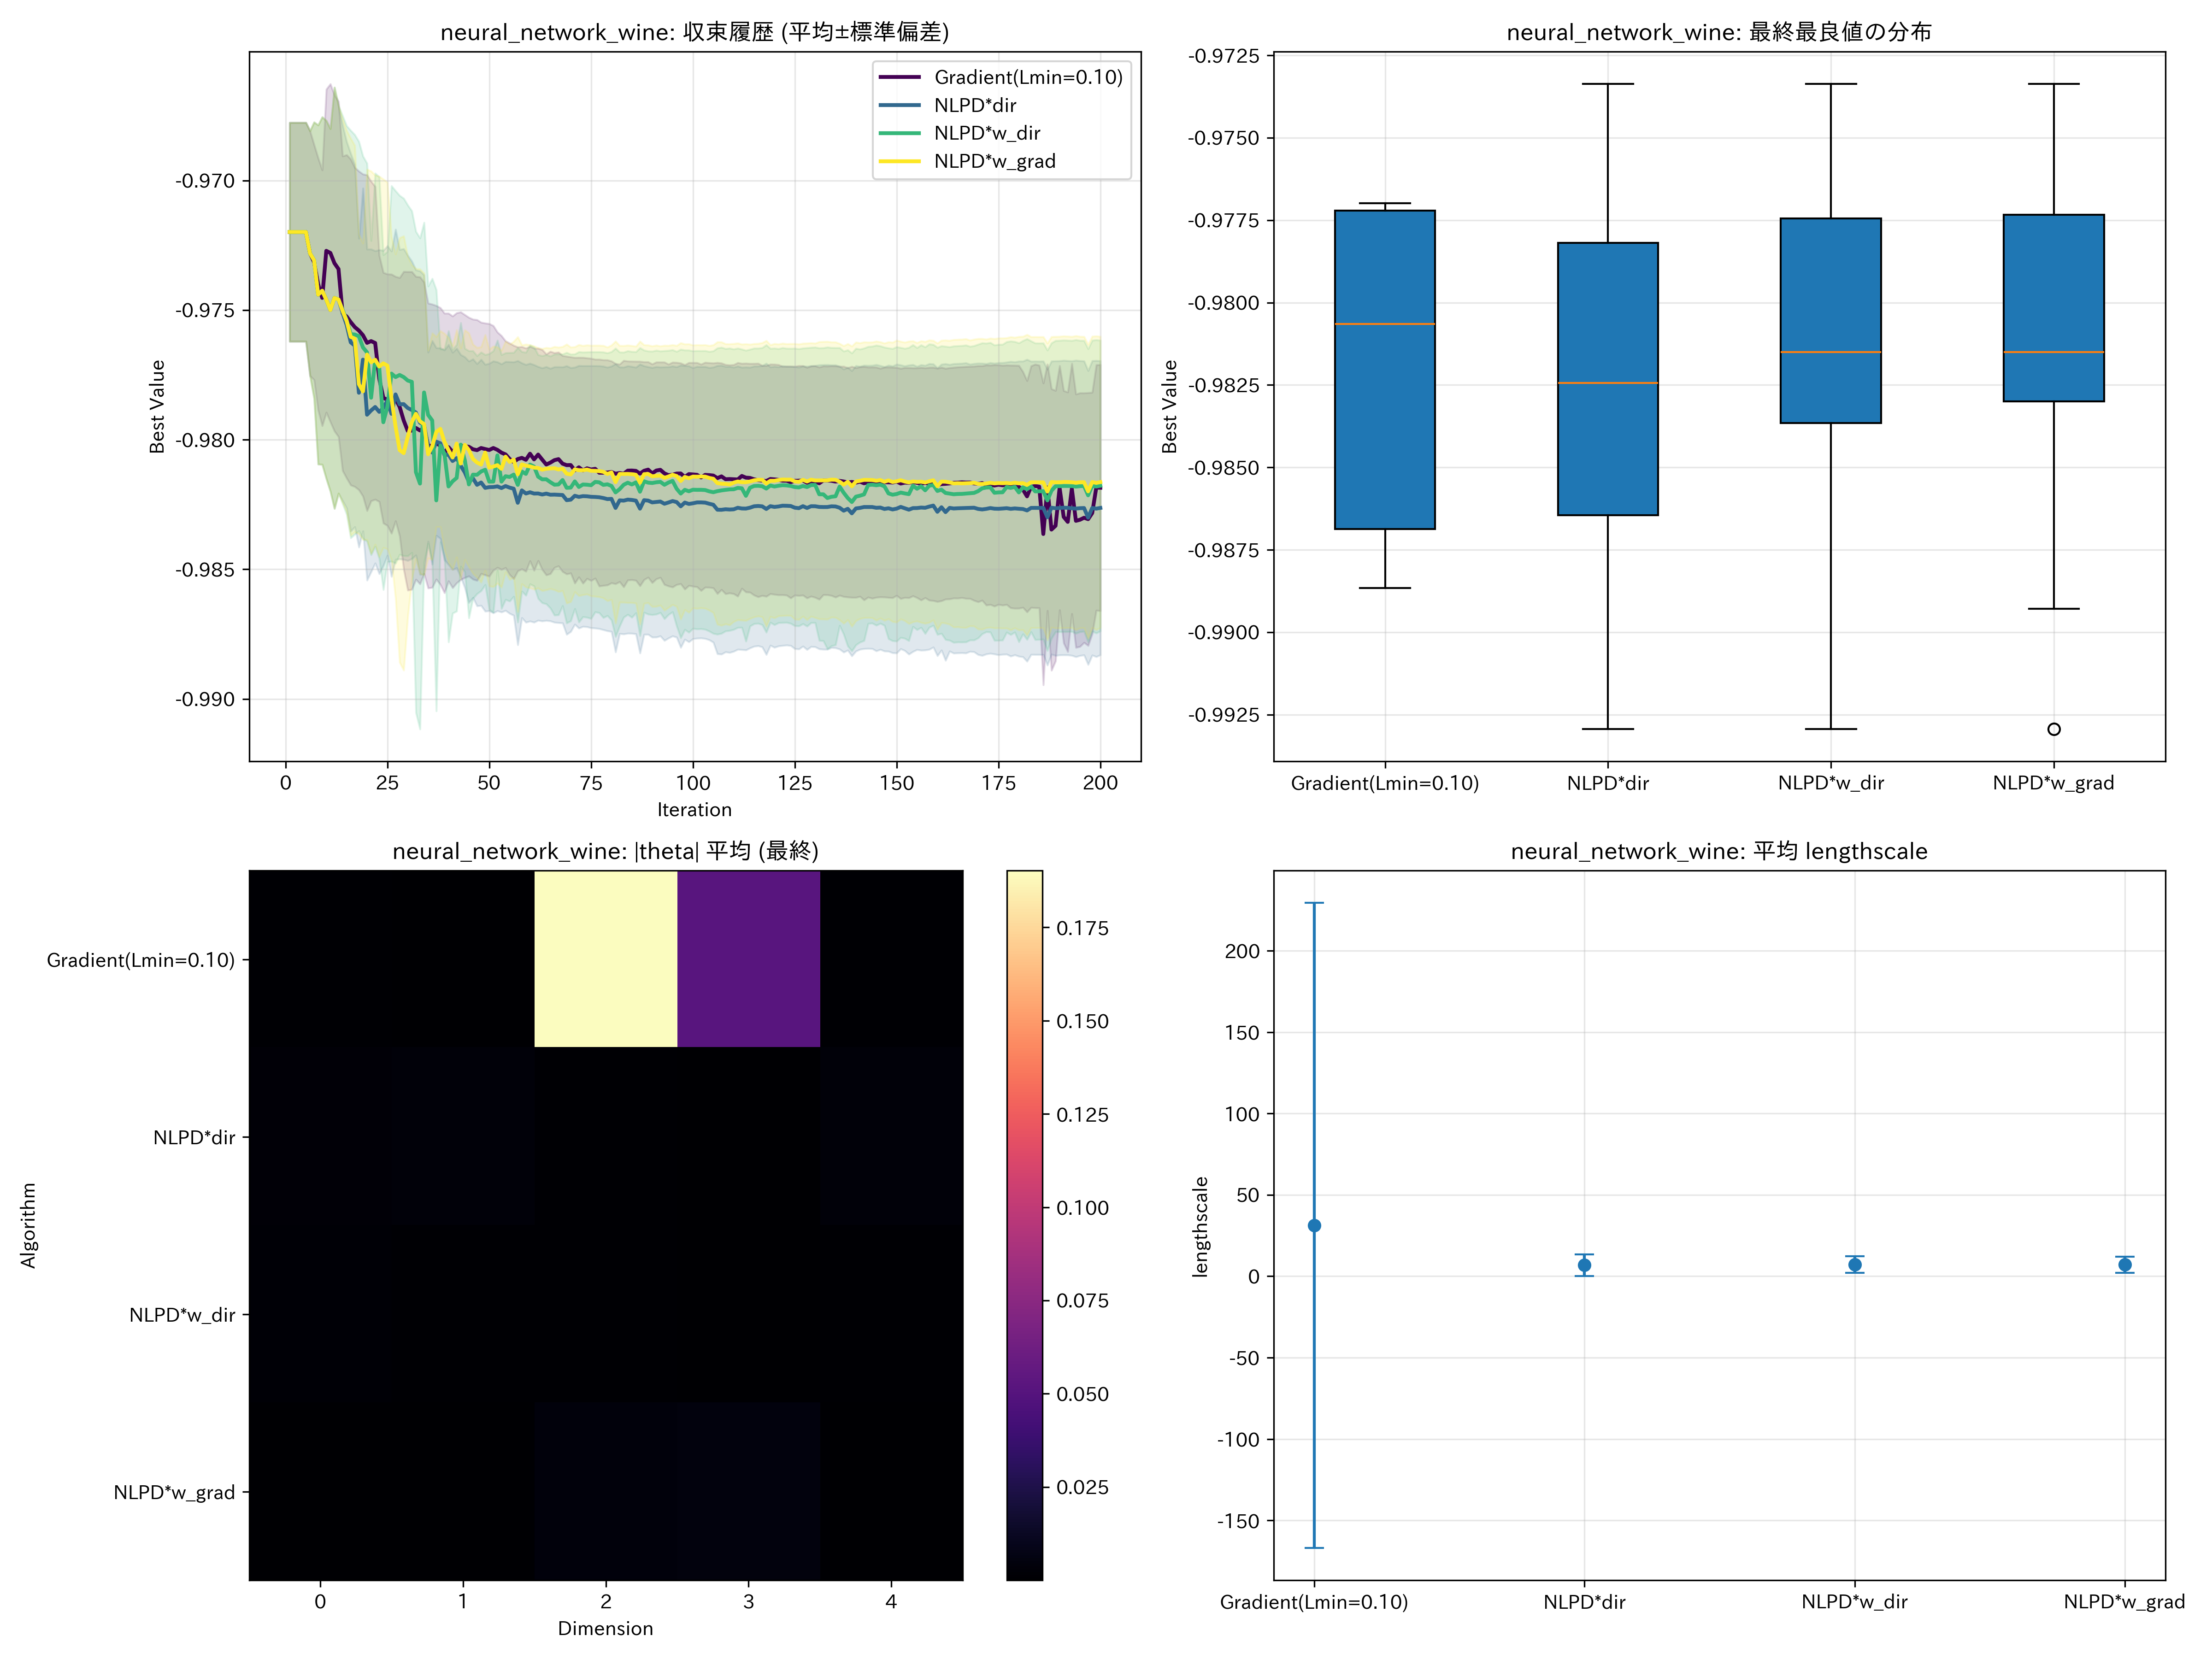 neural_network_wine: 収束履歴 (平均±標準偏差)
Best Value
-0.970
-0.975
-0.980
-0.985
-0.990
Gradient(Lmin=0.10)
NLPD*dir
NLPD*w_dir
NLPD*w_grad
0 25 50 75 100 125 150 175 200
Iteration
neural_network_wine: 最終最良値の分布
Best Value
-0.9725
-0.9750
-0.9775
-0.9800
-0.9825
-0.9850
-0.9875
-0.9900
-0.9925
Gradient(Lmin=0.10) NLPD*dir NLPD*w_dir NLPD*w_grad
neural_network_wine: |theta| 平均 (最終)
Algorithm
Gradient(Lmin=0.10)
NLPD*dir
NLPD*w_dir
NLPD*w_grad
0 1 2 3 4
Dimension
0.175
0.150
0.125
0.100
0.075
0.050
0.025
neural_network_wine: 平均 lengthscale
lengthscale
200
150
100
50
0
-50
-100
-150
Gradient(Lmin=0.10) NLPD*dir NLPD*w_dir NLPD*w_grad